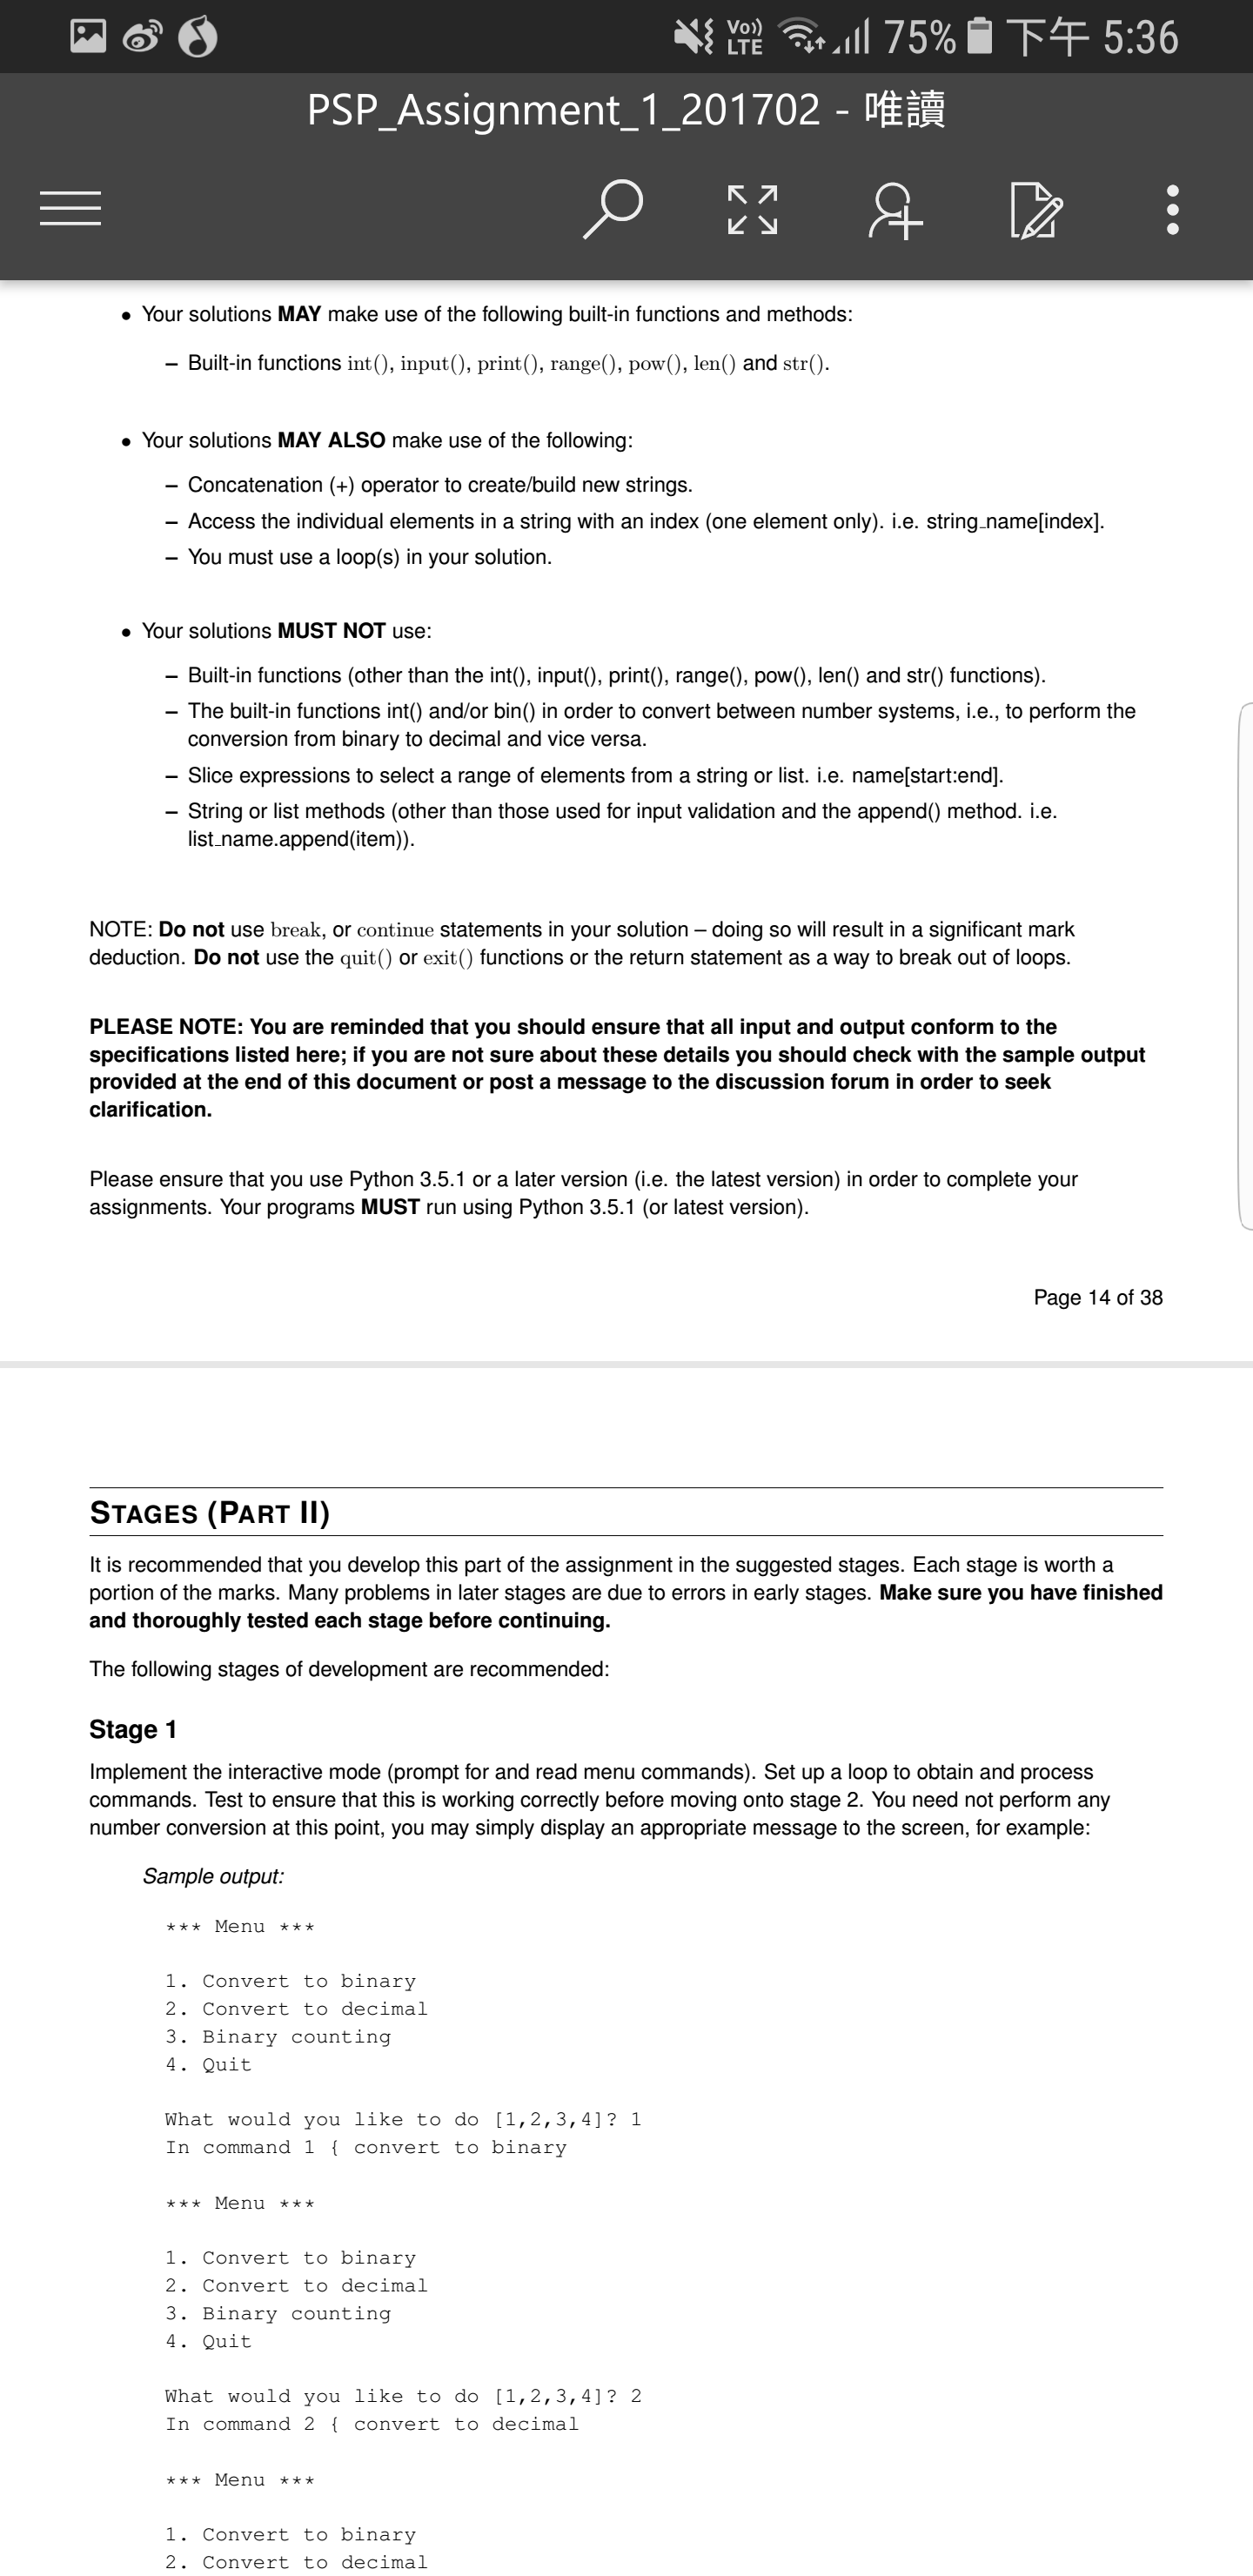 Vo)) LTE 75% 下午 5:36
PSP_Assignment_1_201702 - 唯讀
• Your solutions MAY make use of the following built-in functions and methods:
– Built-in functions int(), input(), print(), range(), pow(), len() and str().
• Your solutions MAY ALSO make use of the following:
– Concatenation (+) operator to create/build new strings.
– Access the individual elements in a string with an index (one element only). i.e. string_name[index].
– You must use a loop(s) in your solution.
• Your solutions MUST NOT use:
– Built-in functions (other than the int(), input(), print(), range(), pow(), len() and str() functions).
– The built-in functions int() and/or bin() in order to convert between number systems, i.e., to perform the
conversion from binary to decimal and vice versa.
– Slice expressions to select a range of elements from a string or list. i.e. name[start:end].
– String or list methods (other than those used for input validation and the append() method. i.e.
list_name.append(item)).
NOTE: Do not use break, or continue statements in your solution – doing so will result in a significant mark
deduction. Do not use the quit() or exit() functions or the return statement as a way to break out of loops.
PLEASE NOTE: You are reminded that you should ensure that all input and output conform to the
specifications listed here; if you are not sure about these details you should check with the sample output
provided at the end of this document or post a message to the discussion forum in order to seek
clarification.
Please ensure that you use Python 3.5.1 or a later version (i.e. the latest version) in order to complete your
assignments. Your programs MUST run using Python 3.5.1 (or latest version).
Page 14 of 38
STAGES (PART II)
It is recommended that you develop this part of the assignment in the suggested stages. Each stage is worth a
portion of the marks. Many problems in later stages are due to errors in early stages. Make sure you have finished
and thoroughly tested each stage before continuing.
The following stages of development are recommended:
Stage 1
Implement the interactive mode (prompt for and read menu commands). Set up a loop to obtain and process
commands. Test to ensure that this is working correctly before moving onto stage 2. You need not perform any
number conversion at this point, you may simply display an appropriate message to the screen, for example:
Sample output:
*** Menu ***
1. Convert to binary
2. Convert to decimal
3. Binary counting
4. Quit
What would you like to do [1,2,3,4]? 1
In command 1 { convert to binary
*** Menu ***
1. Convert to binary
2. Convert to decimal
3. Binary counting
4. Quit
What would you like to do [1,2,3,4]? 2
In command 2 { convert to decimal
*** Menu ***
1. Convert to binary
2. Convert to decimal